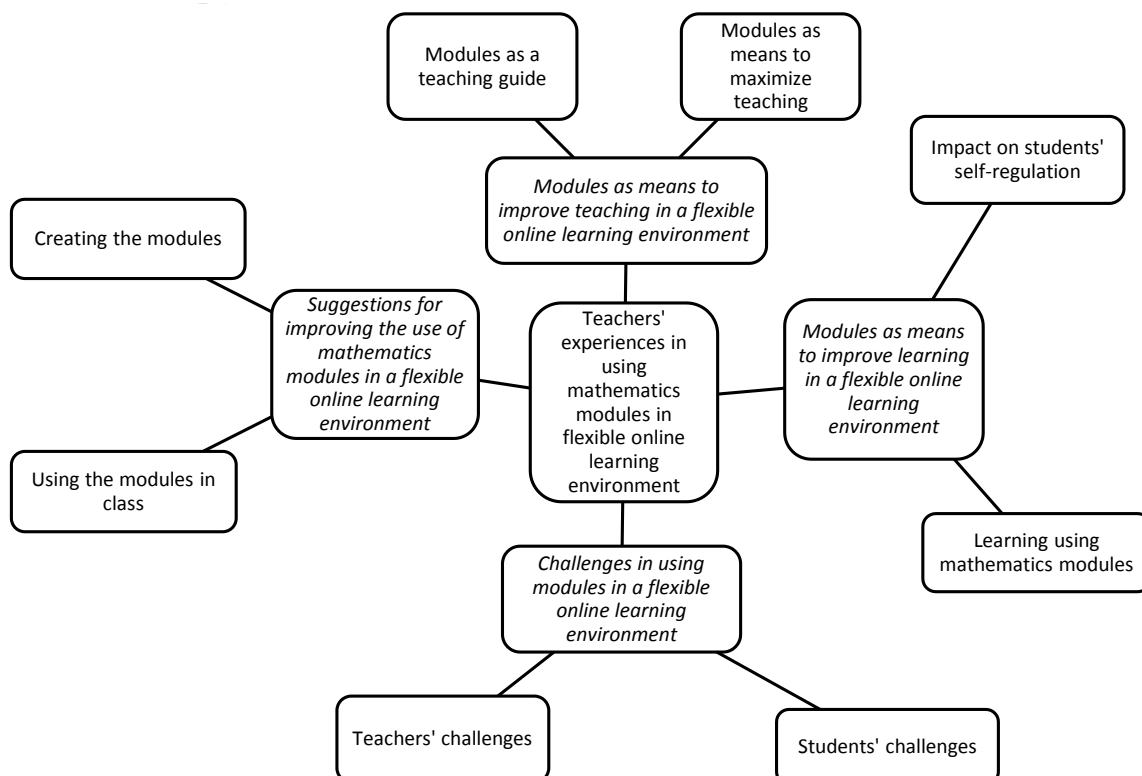 Modules as a
teaching guide
Modules as
means to
maximize
teaching
Impact on students'
self-regulation
Modules as means to
improve teaching in a flexible
online learning environment
Creating the modules
Suggestions for
improving the use of
mathematics
modules in a flexible
online learning
environment
Teachers'
experiences in
using
mathematics
modules in
flexible online
learning
environment
Modules as means
to improve learning
in a flexible online
learning
environment
Using the modules in
class
Learning using
mathematics modules
Challenges in using
modules in a flexible
online learning
environment
Teachers' challenges
Students' challenges